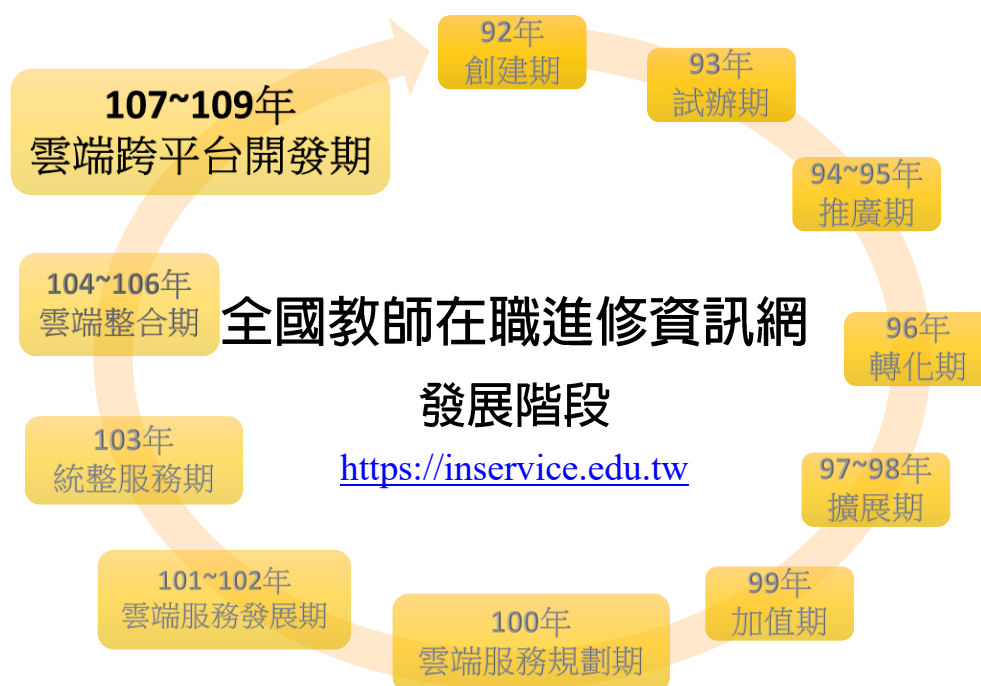 92年
創建期
93年
試辦期
94~95年
推廣期
96年
轉化期
97~98年
擴展期
99年
加值期
100年
雲端服務規劃期
101~102年
雲端服務發展期
103年
統整服務期
104~106年
雲端整合期
107~109年
雲端跨平台開發期
全國教師在職進修資訊網
發展階段
https://inservice.edu.tw